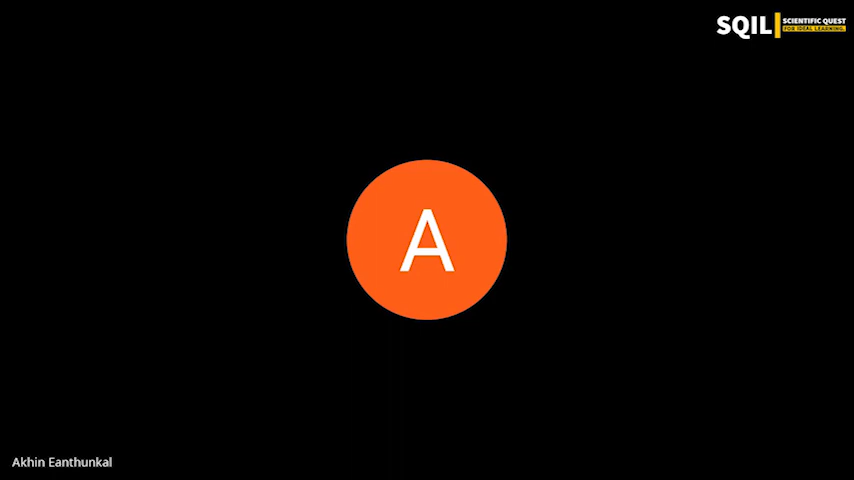 SQIL
SCIENTIFIC QUEST
FOR IDEAL LEARNING.
A
Akhin Eanthunkal